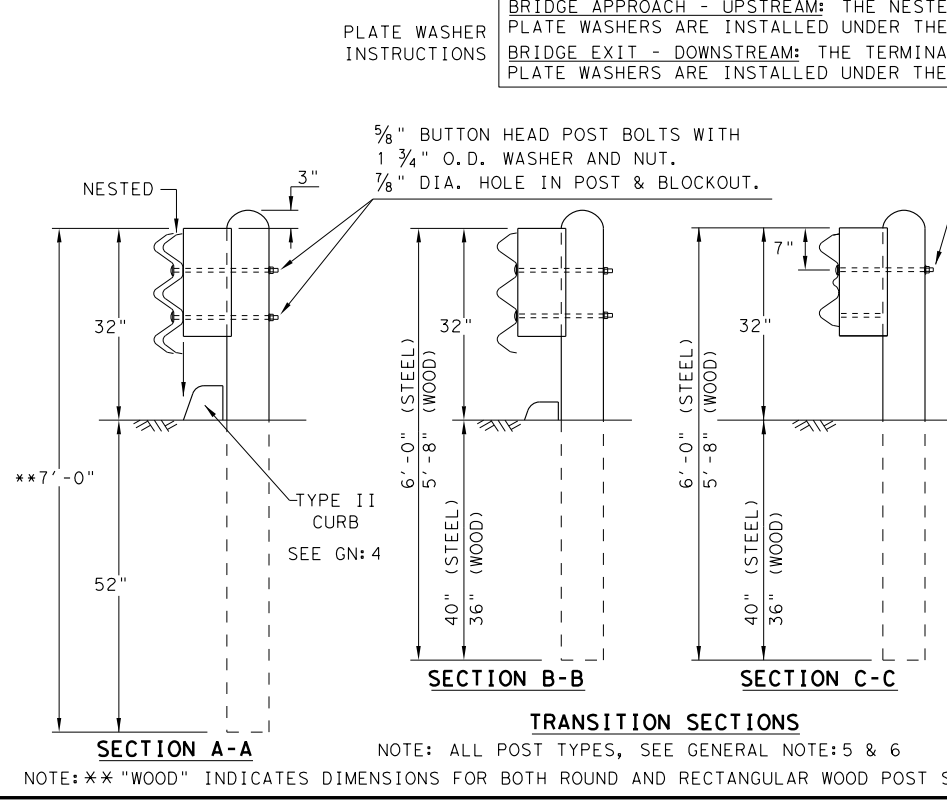 BRIDGE APPROACH - UPSTREAM: THE NESTE
PLATE WASHERS ARE INSTALLED UNDER THE
BRIDGE EXIT - DOWNSTREAM: THE TERMINA
PLATE WASHERS ARE INSTALLED UNDER THE
PLATE WASHER
INSTRUCTIONS
⅝" BUTTON HEAD POST BOLTS WITH
1 ¾" O.D. WASHER AND NUT.
⅞" DIA. HOLE IN POST & BLOCKOUT.
NESTED
3"
32"
**7'-0"
52"
TYPE II
CURB
SEE GN:4
SECTION A-A
32"
6'-0" (STEEL)
5'-8" (WOOD)
40" (STEEL)
36" (WOOD)
SECTION B-B
7"
32"
6'-0" (STEEL)
5'-8" (WOOD)
40" (STEEL)
36" (WOOD)
SECTION C-C
TRANSITION SECTIONS
NOTE: ALL POST TYPES, SEE GENERAL NOTE:5 & 6
NOTE:** "WOOD" INDICATES DIMENSIONS FOR BOTH ROUND AND RECTANGULAR WOOD POST S